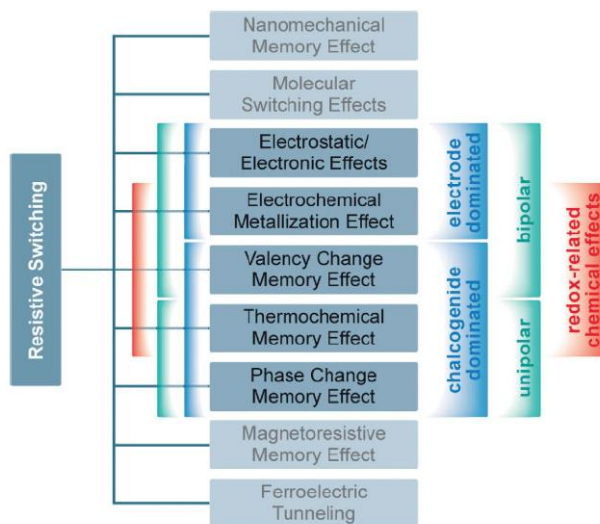 Resistive Switching
Nanomechanical
Memory Effect
Molecular
Switching Effects
Electrostatic/
Electronic Effects
Electrochemical
Metallization Effect
Valency Change
Memory Effect
Thermochemical
Memory Effect
Phase Change
Memory Effect
Magnetoresistive
Memory Effect
Ferroelectric
Tunneling
electrode
dominated
chalcogenide
dominated
bipolar
unipolar
redox-related
chemical effects